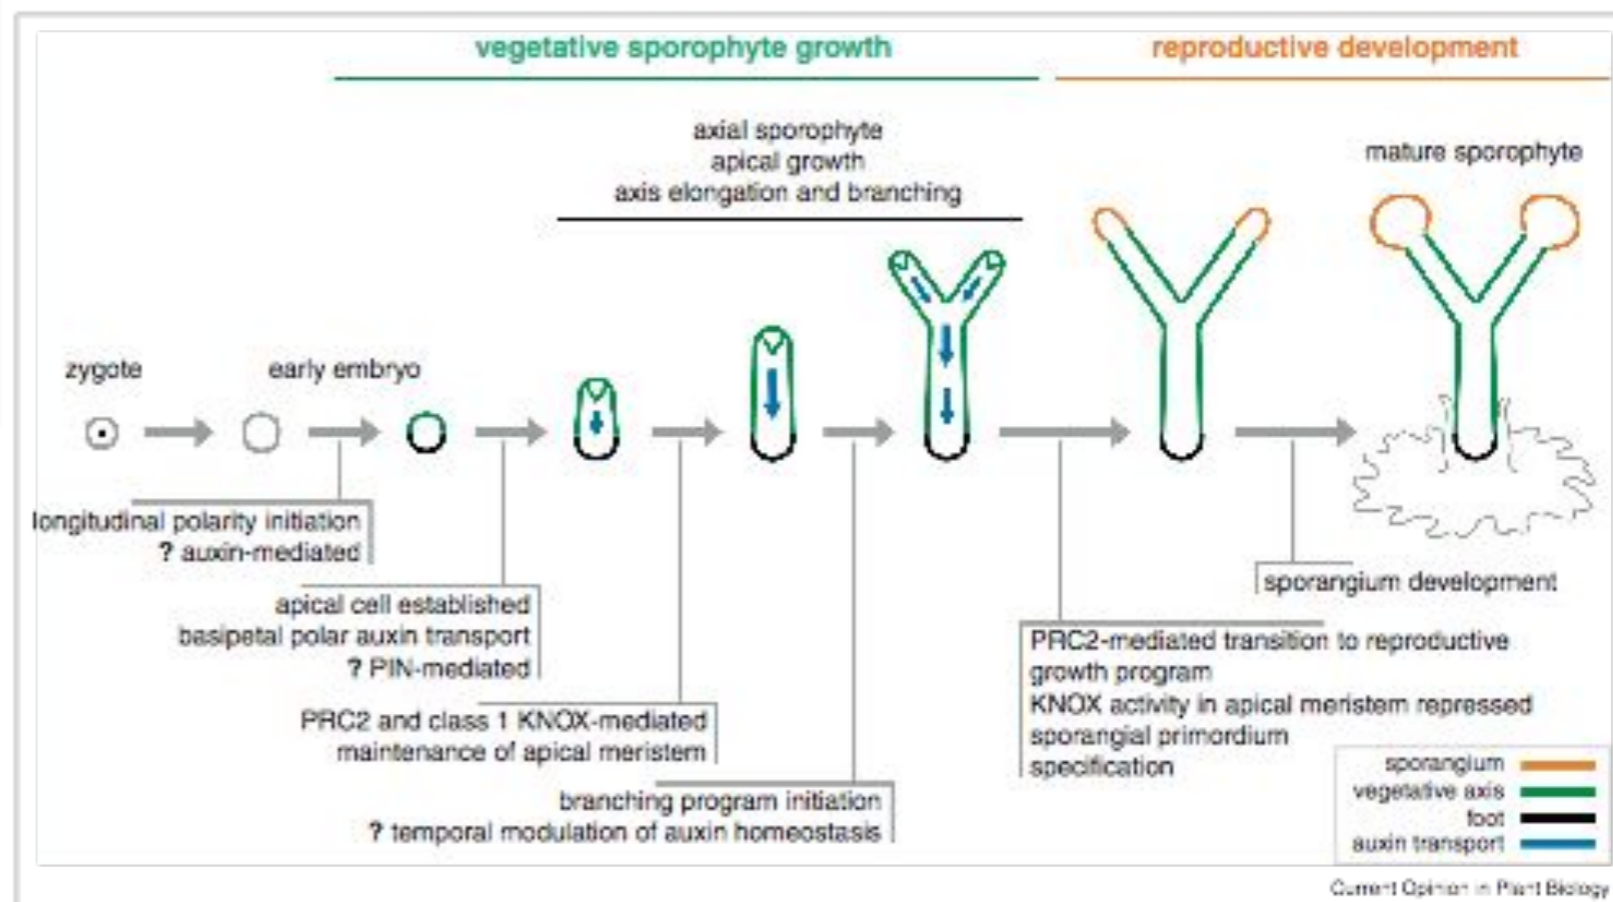 vegetative sporophyte growth
reproductive development
axial sporophyte
apical growth
axis elongation and branching
mature sporophyte
zygote
early embryo
longitudinal polarity initiation
? auxin-mediated
apical cell established
basipetal polar auxin transport
? PIN-mediated
PRC2 and class 1 KNOX-mediated
maintenance of apical meristem
branching program initiation
? temporal modulation of auxin homeostasis
sporangium development
PRC2-mediated transition to reproductive
growth program
KNOX activity in apical meristem repressed
sporangial primordium
specification
sporangium
vegetative axis
foot
auxin transport
Current Opinion in Plant Biology